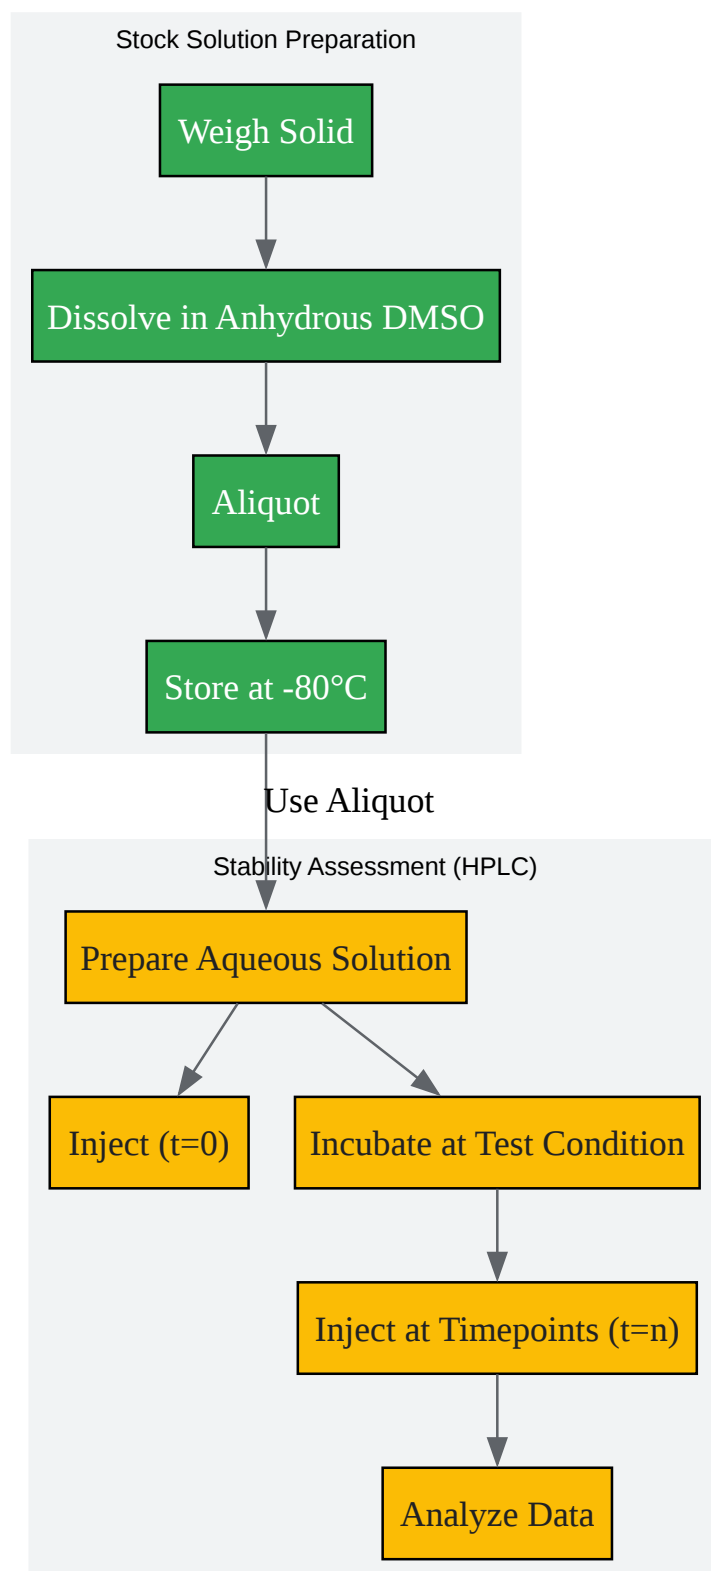 Stock Solution Preparation
Weigh Solid
Dissolve in Anhydrous DMSO
Aliquot
Store at -80°C
Use Aliquot
Stability Assessment (HPLC)
Prepare Aqueous Solution
Inject (t=0)
Incubate at Test Condition
Inject at Timepoints (t=n)
Analyze Data